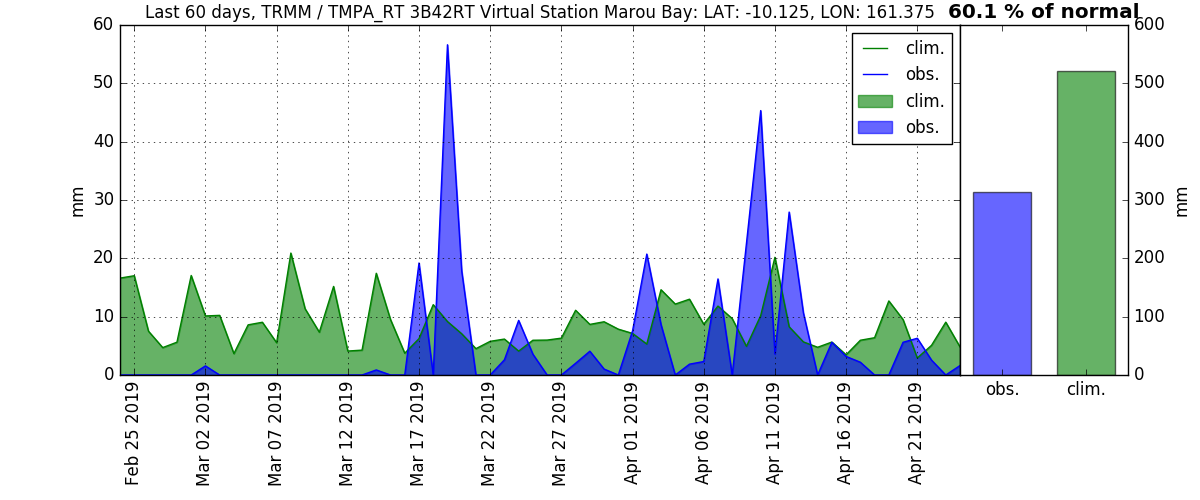 Last 60 days, TRMM / TMPA_RT 3B42RT Virtual Station Marou Bay: LAT: -10.125, LON: 161.375 60.1 % of normal
clim.
obs.
clim.
obs.
mm
60
50
40
30
20
10
0
Feb 25 2019
Mar 02 2019
Mar 07 2019
Mar 12 2019
Mar 17 2019
Mar 22 2019
Mar 27 2019
Apr 01 2019
Apr 06 2019
Apr 11 2019
Apr 16 2019
Apr 21 2019
600
500
400
300
200
100
0
mm
obs. clim.